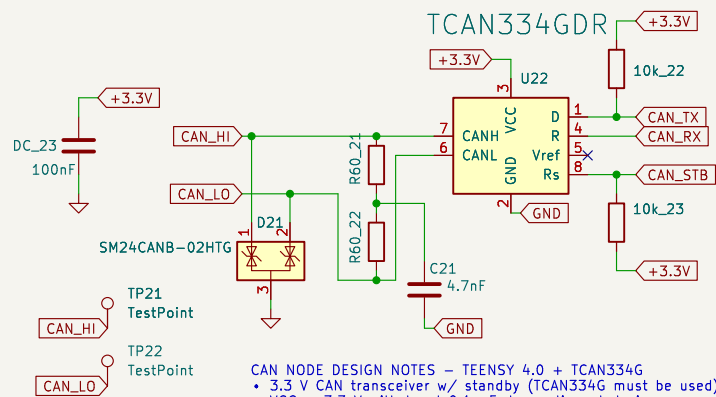 TCAN334GDR
+3.3V
+3.3V
U22
10k_22
3
VCC
+3.3V
DC_23
100nF
CAN_HI
R60_21
7
6
CANH
CANL
D
R
Vref
Rs
1
4
5
8
CAN_TX
CAN_RX
CAN_STB
GND
2
GND
CAN_LO
D21
1
2
SM24CANB-02HTG
3
R60_22
10k_23
+3.3V
C21
4.7nF
GND
TP21
TestPoint
CAN_HI
TP22
TestPoint
CAN_LO
CAN NODE DESIGN NOTES - TEENSY 4.0 + TCAN334G
• 3.3 V CAN transceiver w/ standby (TCAN334G must be used)